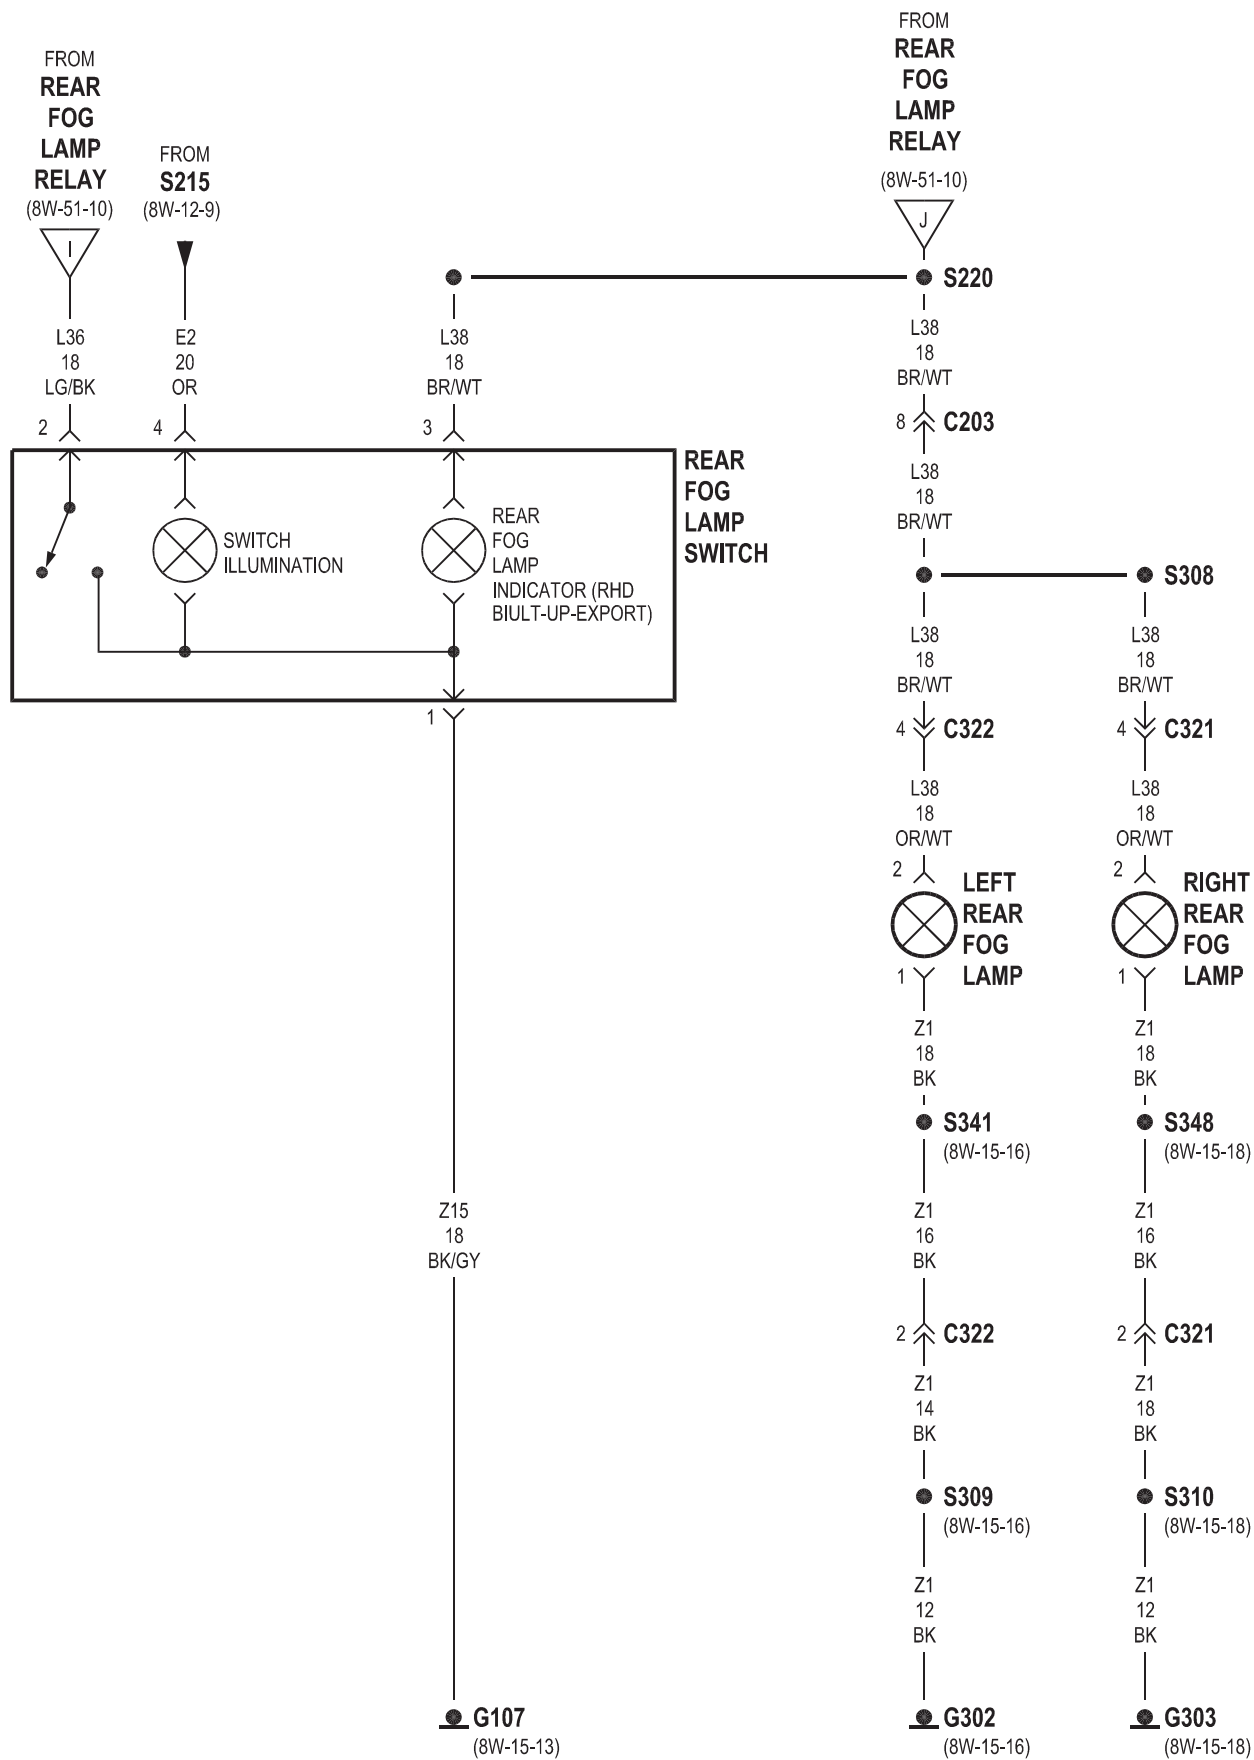 FROM
REAR
FOG
LAMP
RELAY
(8W-51-10)
I
FROM
S215
(8W-12-9)
FROM
REAR
FOG
LAMP
RELAY
(8W-51-10)
J
S220
L36
18
LG/BK
2
E2
20
OR
4
L38
18
BR/WT
3
L38
18
BR/WT
8
C203
L38
18
BR/WT
REAR
FOG
LAMP
SWITCH
SWITCH
ILLUMINATION
REAR
FOG
LAMP
INDICATOR (RHD
BIULT-UP-EXPORT)
1
S308
L38
18
BR/WT
4
C322
L38
18
OR/WT
2
LEFT
REAR
FOG
LAMP
1
Z1
18
BK
S341
(8W-15-16)
Z1
16
BK
2
C322
Z1
14
BK
S309
(8W-15-16)
Z1
12
BK
G302
(8W-15-16)
L38
18
BR/WT
4
C321
L38
18
OR/WT
2
RIGHT
REAR
FOG
LAMP
1
Z1
18
BK
S348
(8W-15-18)
Z1
16
BK
2
C321
Z1
18
BK
S310
(8W-15-18)
Z1
12
BK
G303
(8W-15-18)
Z15
18
BK/GY
G107
(8W-15-13)